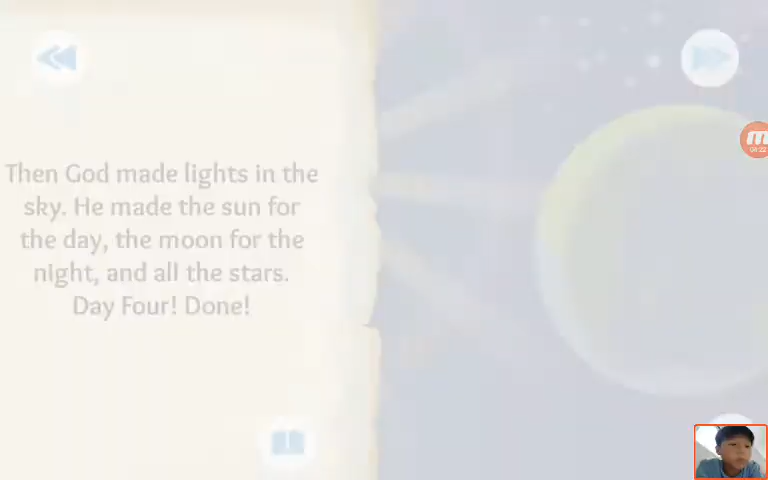 Then God made lights in the
sky. He made the sun for
the day, the moon for the
night, and all the stars.
Day Four! Done!